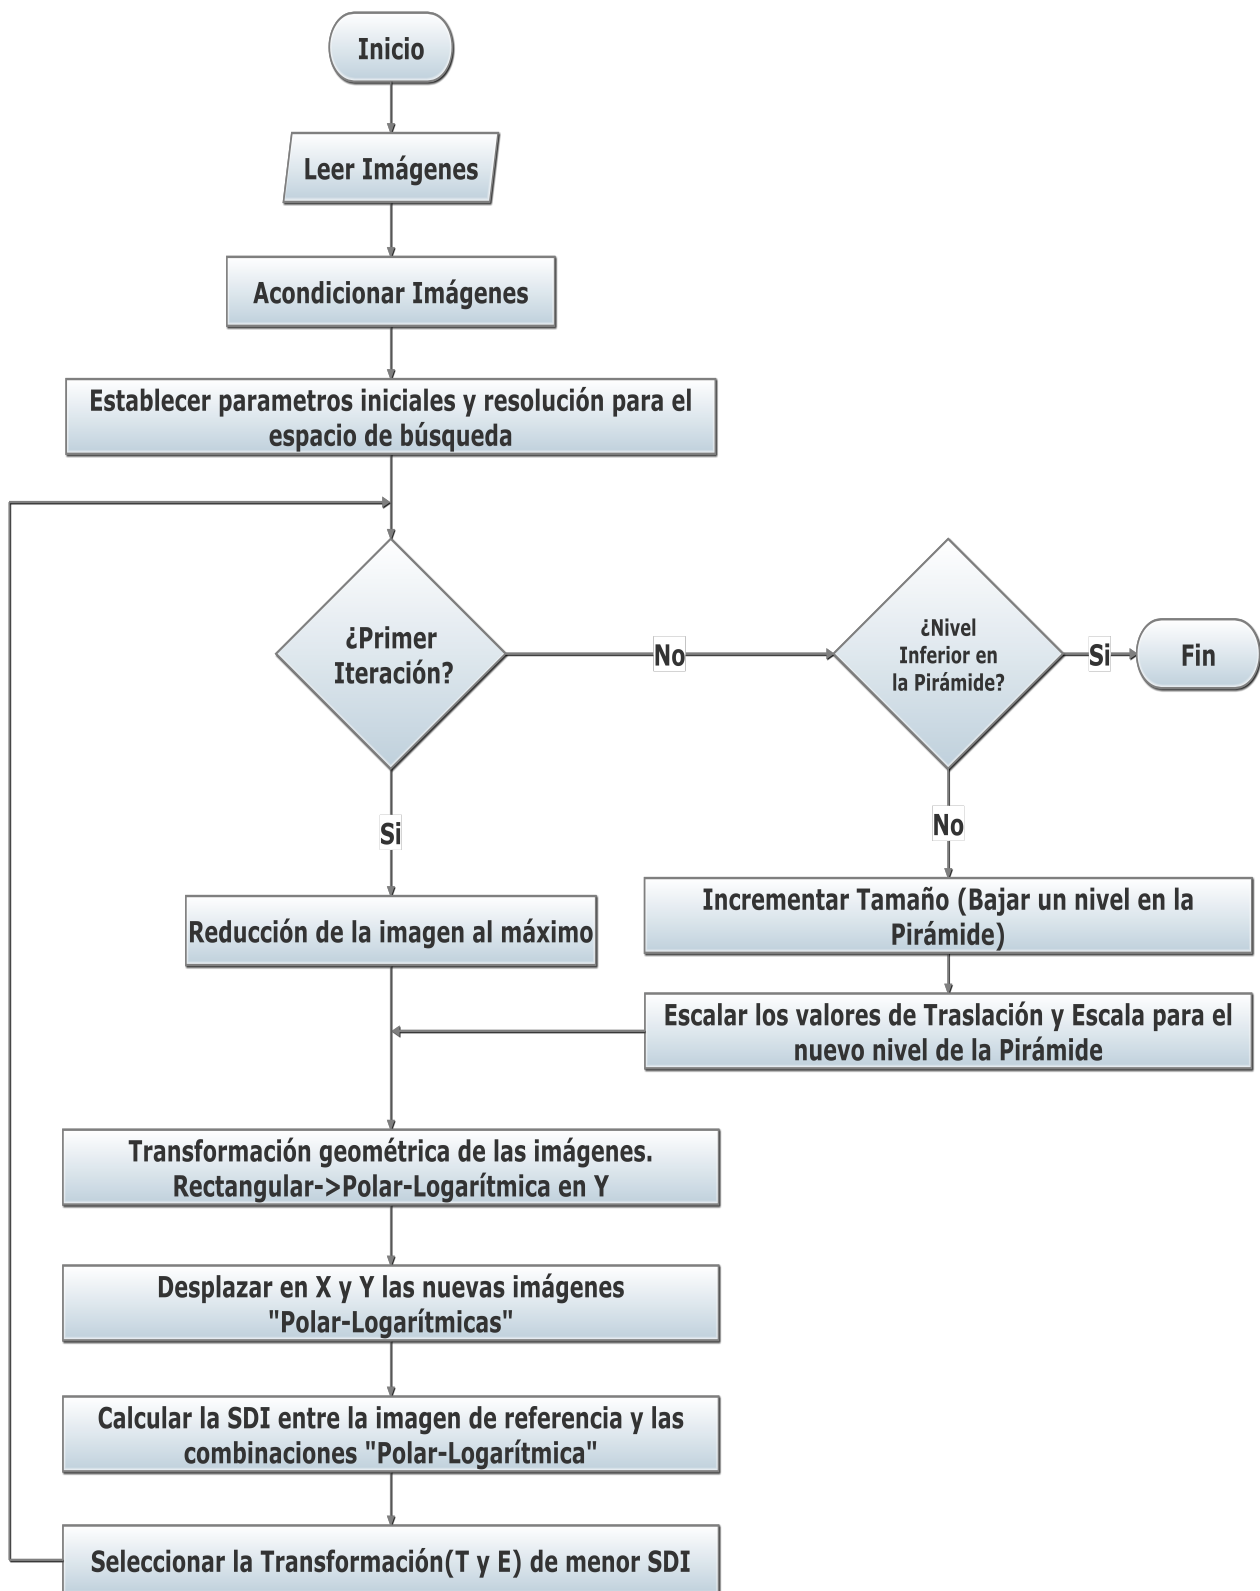 Inicio
Leer Imágenes
Acondicionar Imágenes
Establecer parametros iniciales y resolución para el
espacio de búsqueda
¿Primer
Iteración?
No
¿Nivel
Inferior en
la Pirámide?
Si
Fin
Si
No
Reducción de la imagen al máximo
Incrementar Tamaño (Bajar un nivel en la
Pirámide)
Escalar los valores de Traslación y Escala para el
nuevo nivel de la Pirámide
Transformación geométrica de las imágenes.
Rectangular->Polar-Logarítmica en Y
Desplazar en X y Y las nuevas imágenes
"Polar-Logarítmicas"
Calcular la SDI entre la imagen de referencia y las
combinaciones "Polar-Logarítmica"
Seleccionar la Transformación(T y E) de menor SDI